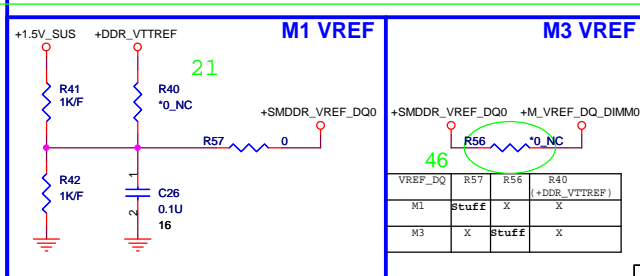 M1 VREF
+1.5V_SUS
+DDR_VTTREF
21
R41
1K/F
R40
*0_NC
+SMDDR_VREF_DQ0
R57
0
R42
1K/F
1
2
C26
0.1U
16
M3 VREF
+SMDDR_VREF_DQ0
+M_VREF_DQ_DIMM0
R56
*0_NC
46
VREF_DQ R57 R56 R40
(+DDR_VTTREF)
M1 Stuff X X
M3 X Stuff X